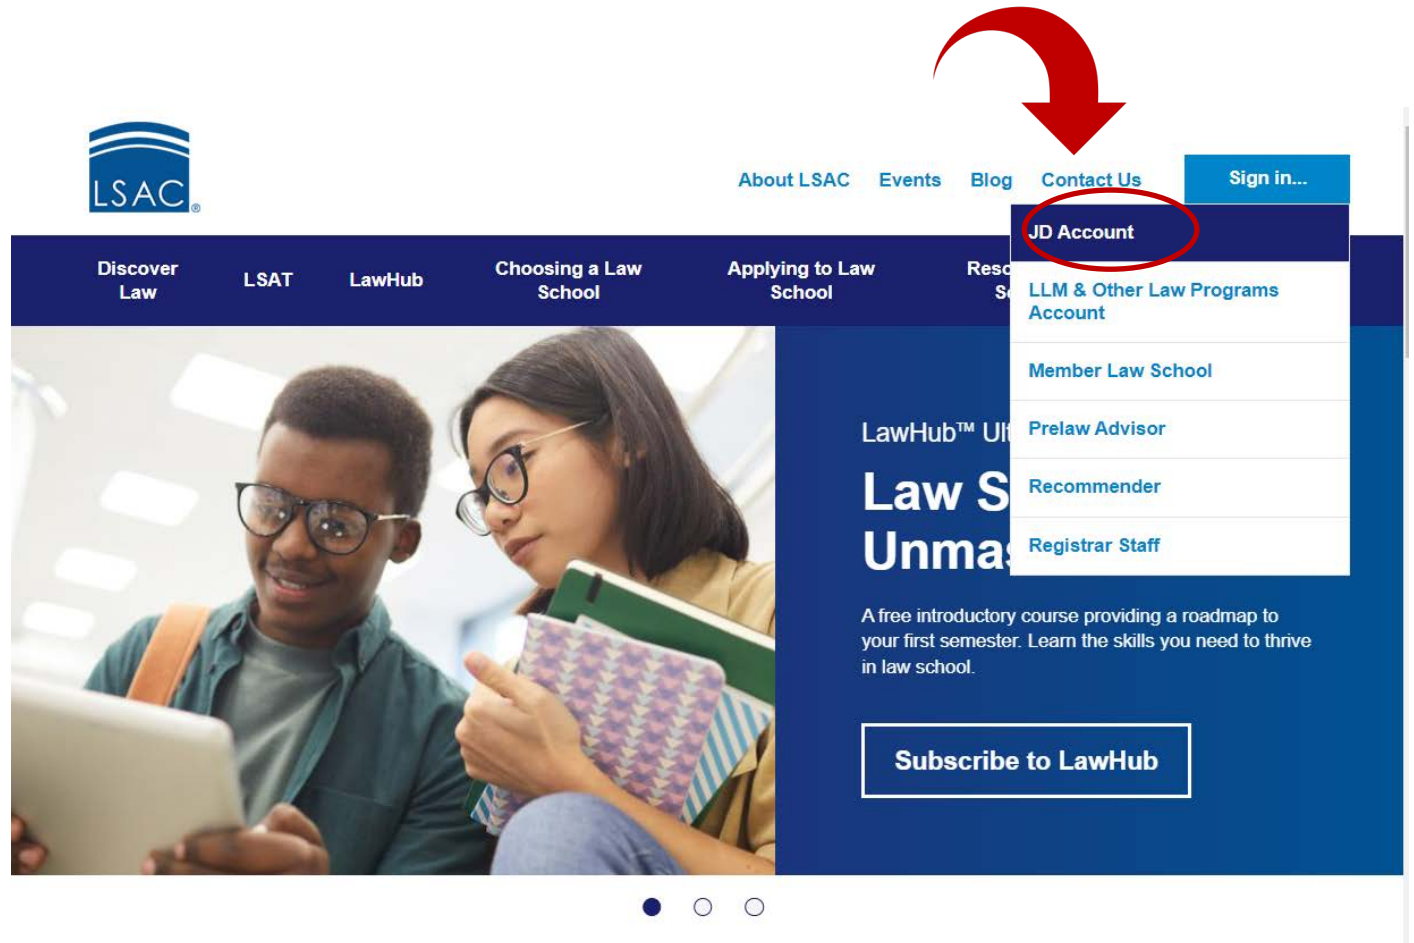 LSAC®
About LSAC Events Blog Contact Us Sign in...
JD Account
LLM & Other Law Programs
Account
Member Law School
Prelaw Advisor
Recommender
Registrar Staff
Discover
Law
LSAT
LawHub
Choosing a Law
School
Applying to Law
School
LawHub™
Law
A free introductory course providing a roadmap to
your first semester. Learn the skills you need to thrive
in law school.
Subscribe to LawHub